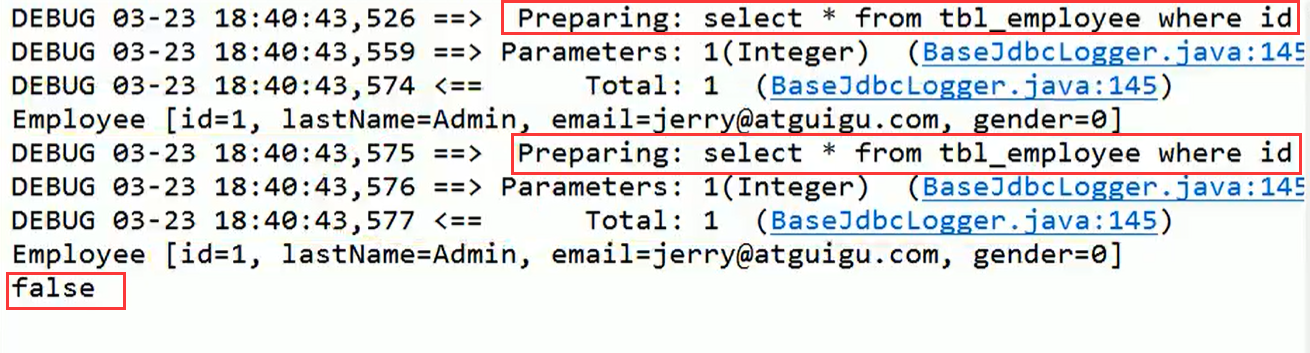 DEBUG 03-23 18:40:43,526 ==>  Preparing: select * from tbl_employee where id
DEBUG 03-23 18:40:43,559 ==> Parameters: 1(Integer)  (BaseJdbcLogger.java:145
DEBUG 03-23 18:40:43,574 <==      Total: 1  (BaseJdbcLogger.java:145)
Employee [id=1, lastName=Admin, email=jerry@atguigu.com, gender=0]
DEBUG 03-23 18:40:43,575 ==>  Preparing: select * from tbl_employee where id
DEBUG 03-23 18:40:43,576 ==> Parameters: 1(Integer)  (BaseJdbcLogger.java:145
DEBUG 03-23 18:40:43,577 <==      Total: 1  (BaseJdbcLogger.java:145)
Employee [id=1, lastName=Admin, email=jerry@atguigu.com, gender=0]
false